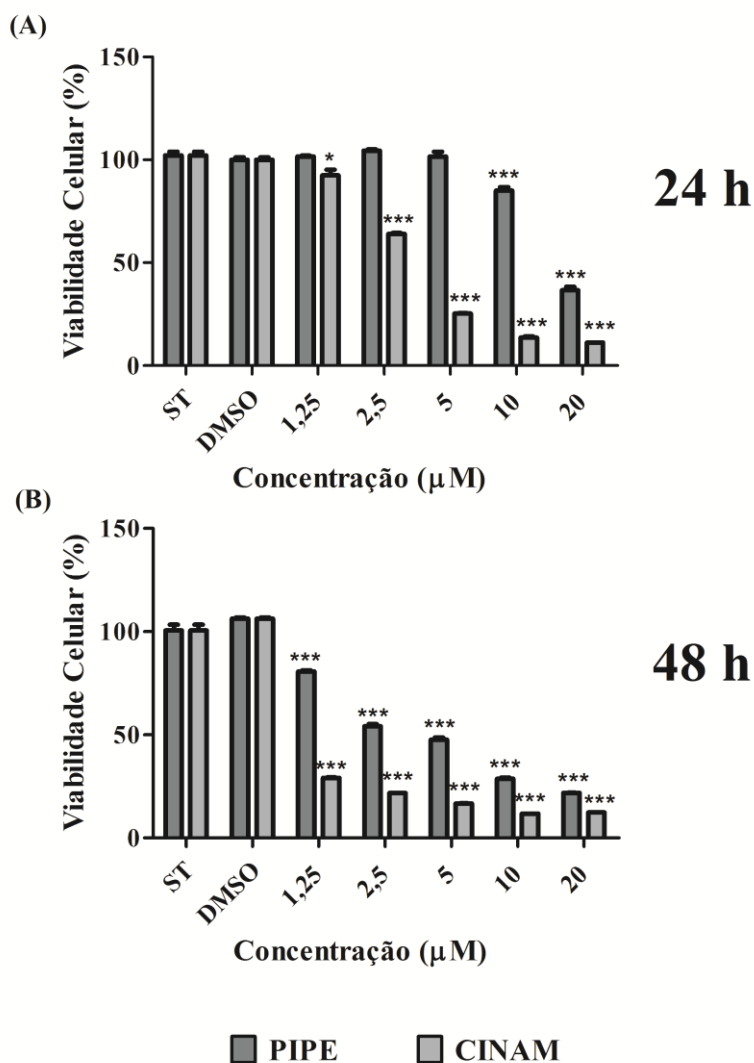 (A)
150
100
50
0
Viabilidade Celular (%)
*
***
***
***
***
***
***
24 h
ST
DMSO
1,25
2,5
5
10
20
Concentração (μM)
(B)
150
100
50
0
Viabilidade Celular (%)
***
***
***
***
***
***
***
***
***
***
48 h
ST
DMSO
1,25
2,5
5
10
20
Concentração (μM)
PIPE
CINAM